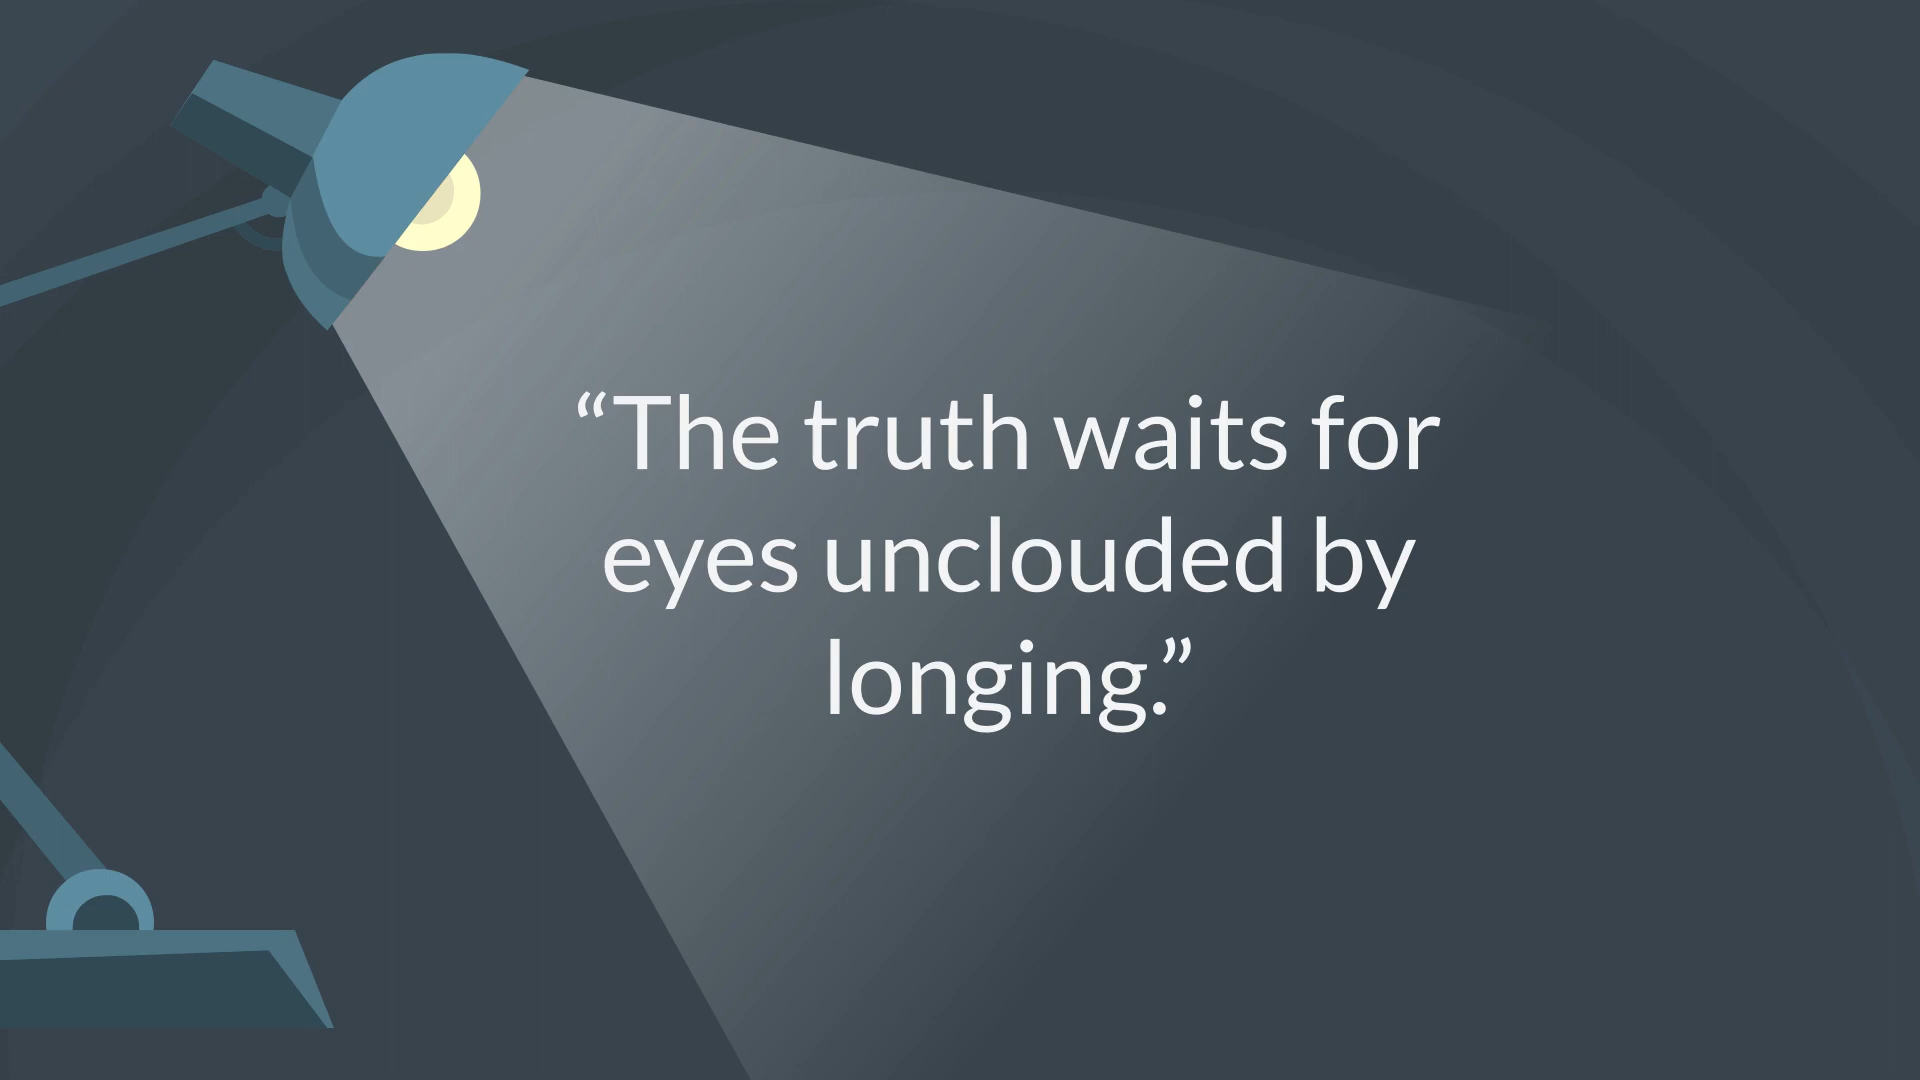 “The truth waits for
eyes unclouded by
longing.”